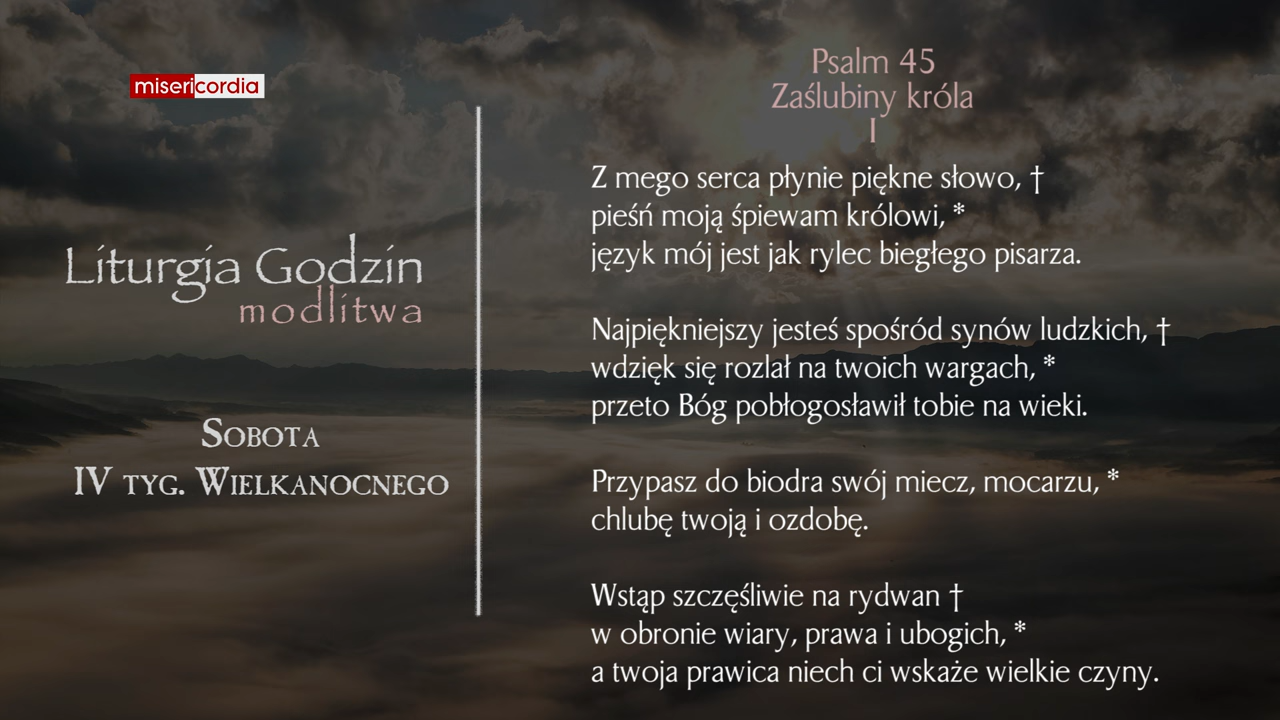 misericordia
Liturgia Godzin
modlitwa
Sobota
IV tyg. Wielkanocnego
Psalm 45
Zaślubiny króla
I
Z mego serca płynie piękne słowo, †
pieśń moją śpiewam królowi, *
język mój jest jak rylec biegłego pisarza.
Najpiękniejszy jesteś spośród synów ludzkich, †
wdzięk się rozlał na twoich wargach, *
przeto Bóg pobłogosławił tobie na wieki.
Przypasz do biodra swój miecz, mocarzu, *
chlubę twoją i ozdobę.
Wstąp szczęśliwie na rydwan †
w obronie wiary, prawa i ubogich, *
a twoja prawica niech ci wskaże wielkie czyny.